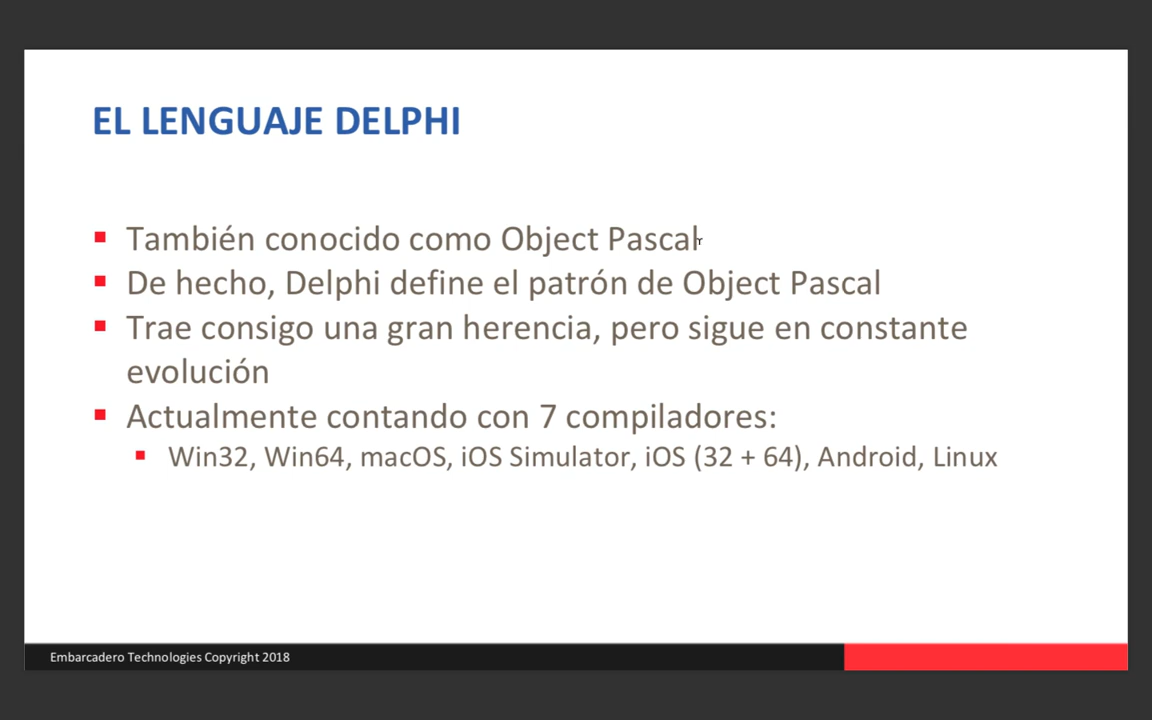 EL LENGUAJE DELPHI
También conocido como Object Pascal
De hecho, Delphi define el patrón de Object Pascal
Trae consigo una gran herencia, pero sigue en constante
evolución
Actualmente contando con 7 compiladores:
Win32, Win64, macOS, iOS Simulator, iOS (32 + 64), Android, Linux
Embarcadero Technologies Copyright 2018